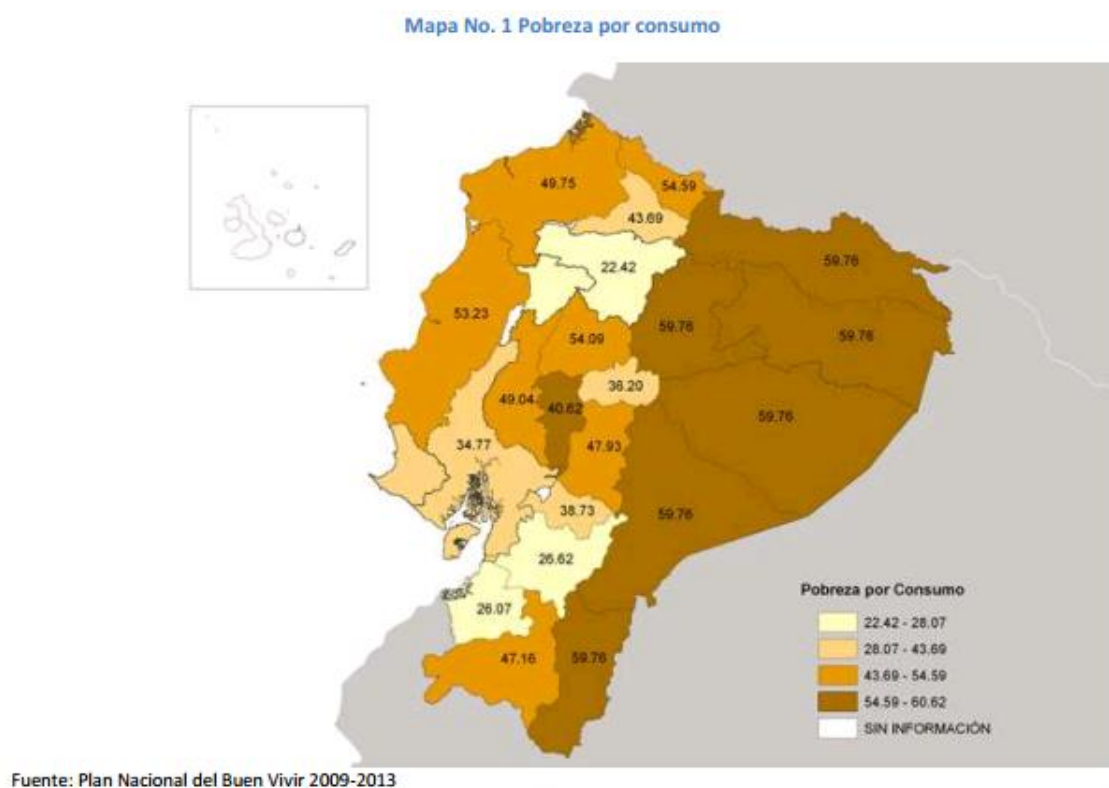 Mapa No. 1 Pobreza por consumo
49.75
54.59
43.69
22.42
59.76
53.23
59.76
59.76
54.09
36.20
49.04
40.62
59.76
34.77
47.93
38.73
59.76
26.62
26.07
47.16
59.76
Pobreza por Consumo
22.42 - 28.07
28.07 - 43.69
43.69 - 54.59
54.59 - 60.62
SIN INFORMACIÓN
Fuente: Plan Nacional del Buen Vivir 2009-2013